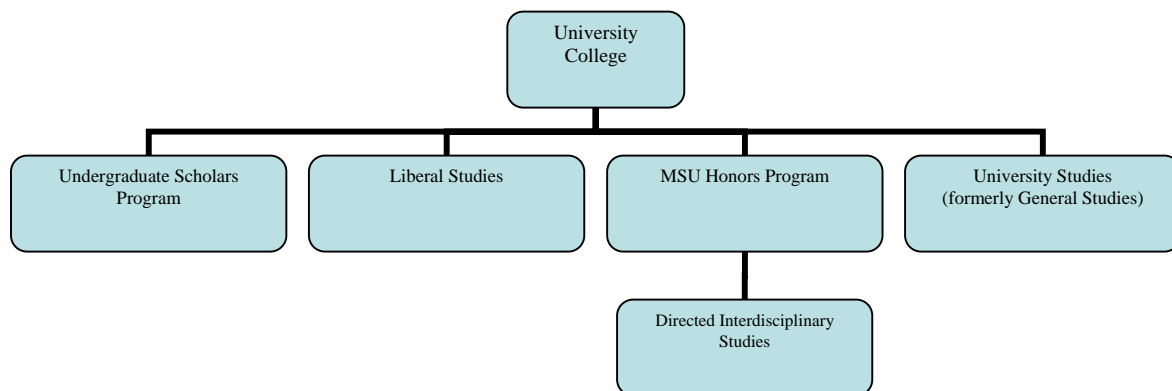 University
College
Undergraduate Scholars
Program
Liberal Studies
MSU Honors Program
University Studies
(formerly General Studies)
Directed Interdisciplinary
Studies